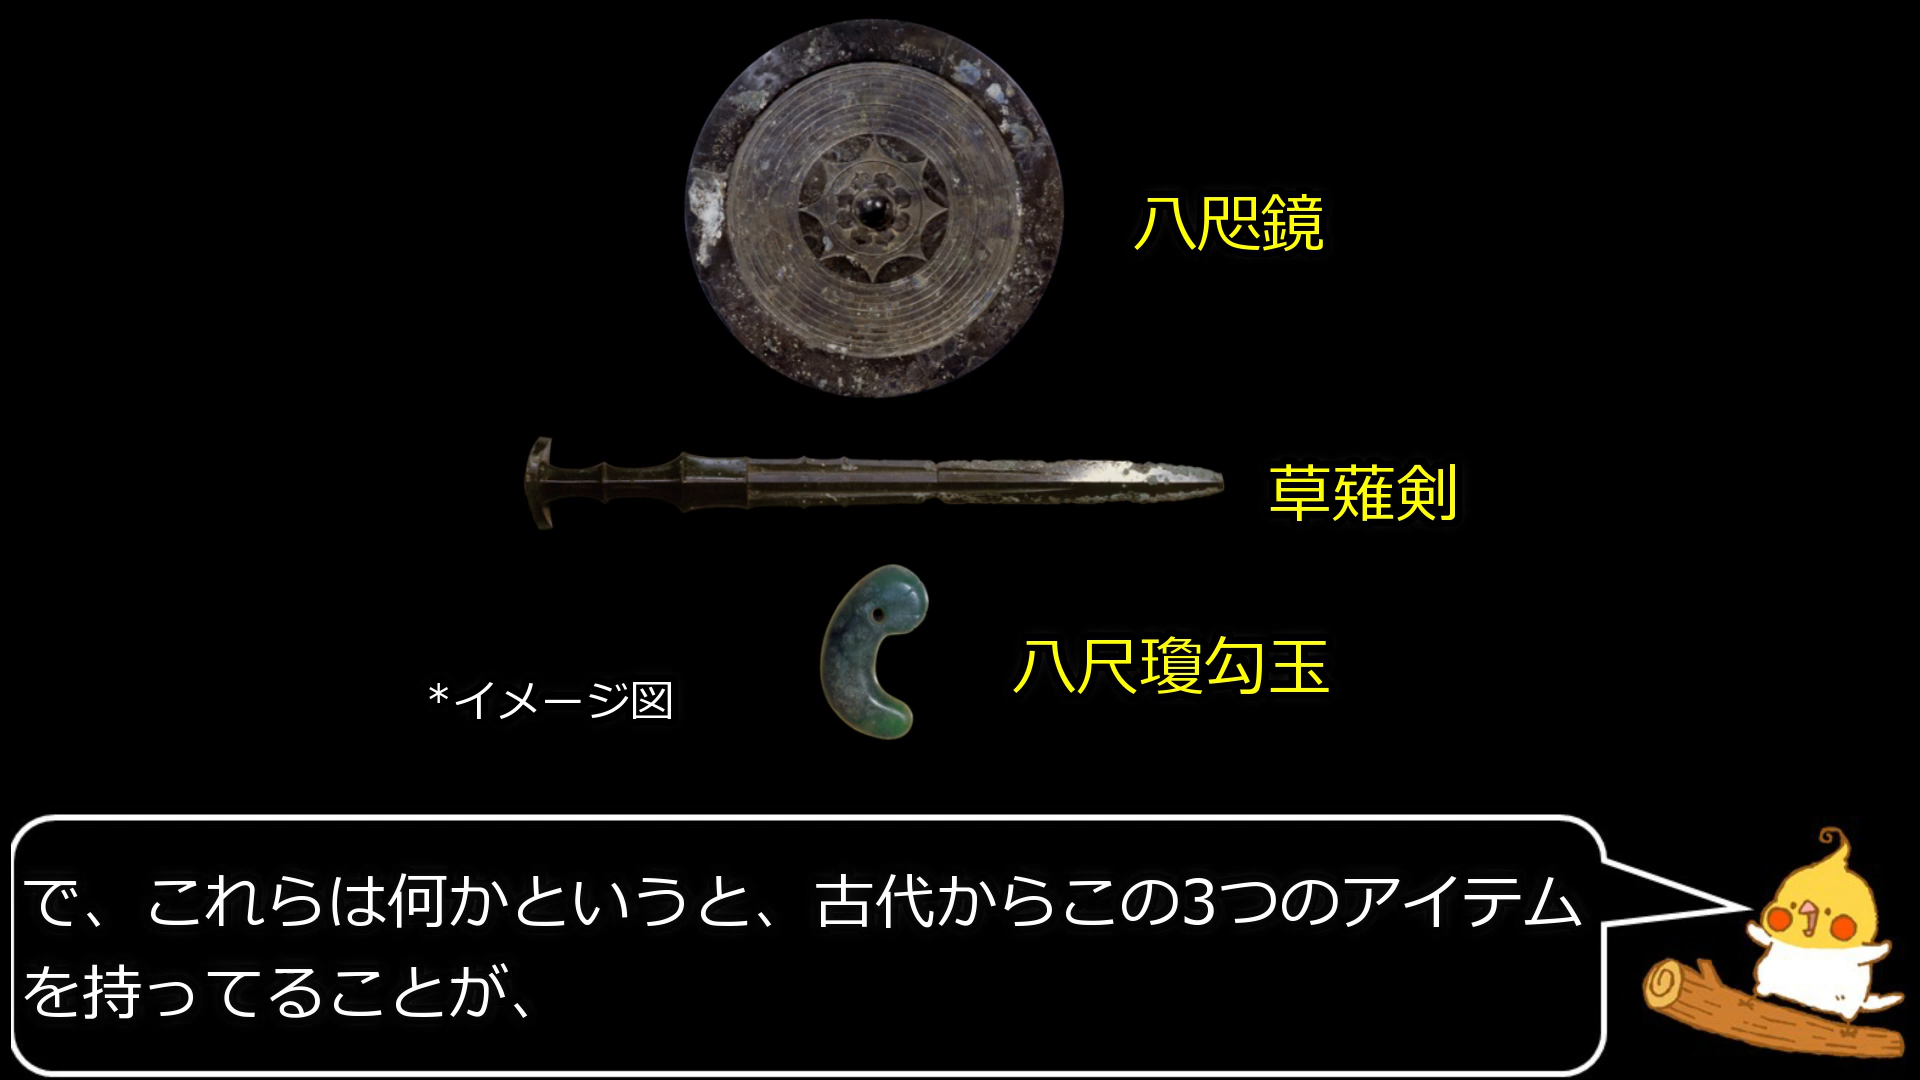 八咫鏡
草薙剣
八尺瓊勾玉
*イメージ図
で、これらは何かというと、古代からこの3つのアイテム
を持ってることが、